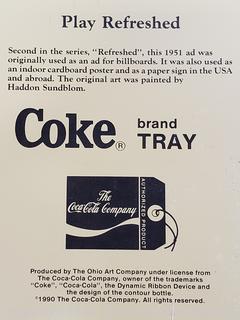 Play Refreshed
Second in the series, "Refreshed", this 1951 ad was
originally used as an ad for billboards. It was also used as
an indoor cardboard poster and as a paper sign in the USA
and abroad. The original art was painted by
Haddon Sundblom.
Coke® brand
TRAY
The
Coca-Cola Company
AUTHORIZED PRODUCT
Produced by The Ohio Art Company under license from
The Coca-Cola Company, owner of the trademarks
"Coke", "Coca-Cola", the Dynamic Ribbon Device and
the design of the contour bottle.
©1990 The Coca-Cola Company. All rights reserved.